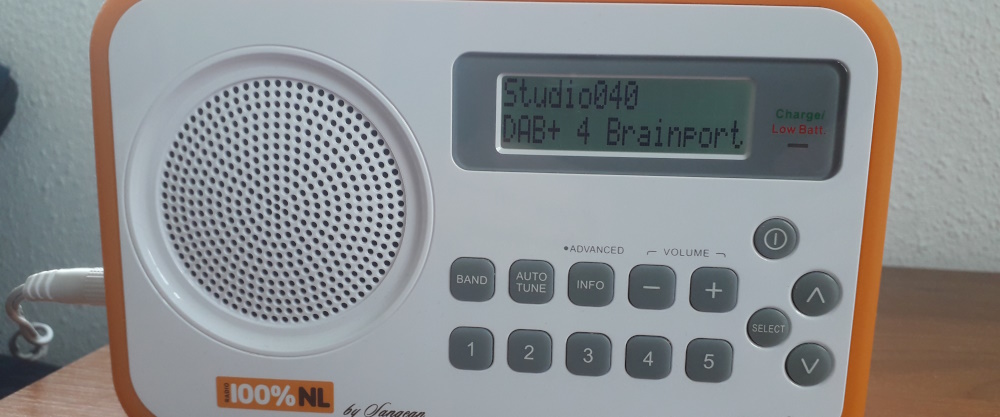 Studio040
DAB+ 4 Brainport
Charge/
Low Batt.
ADVANCED
VOLUME
BAND
AUTO
TUNE
INFO
−
+
SELECT
1
2
3
4
5
RADIO
100% NL
by Sangean